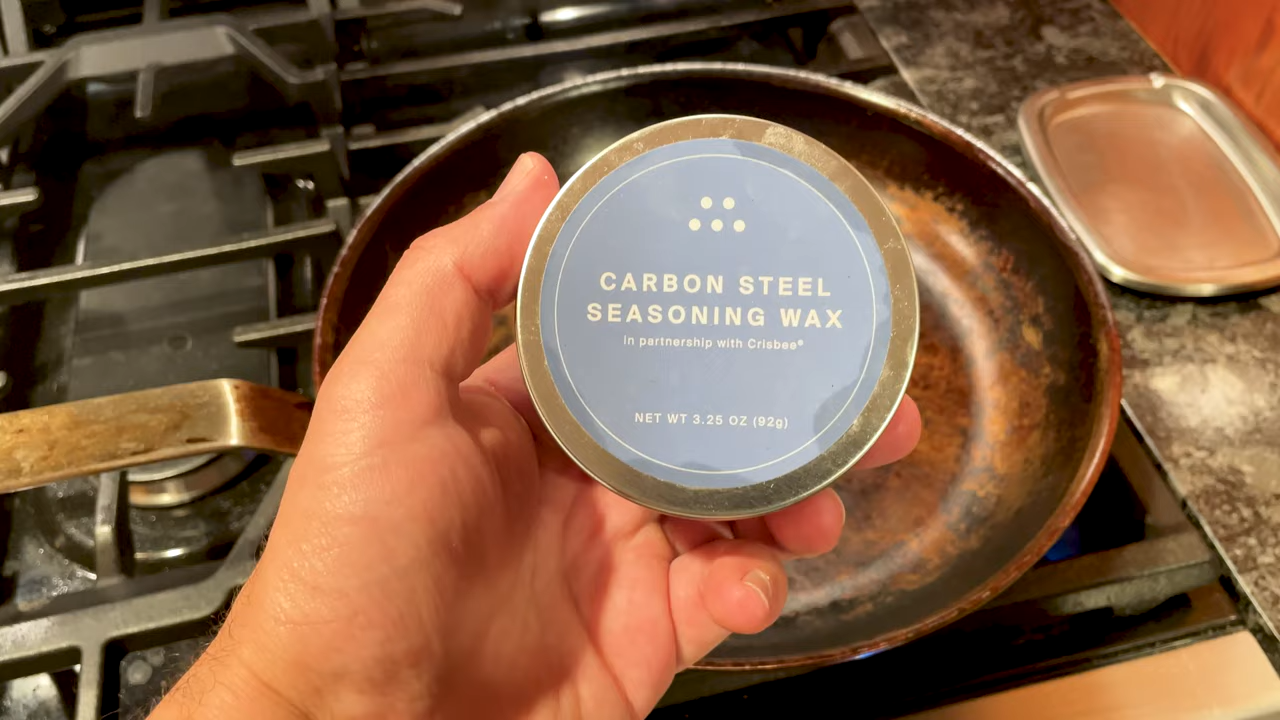 CARBON STEEL
SEASONING WAX
In partnership with Crisbee®
NET WT 3.25 OZ (92g)